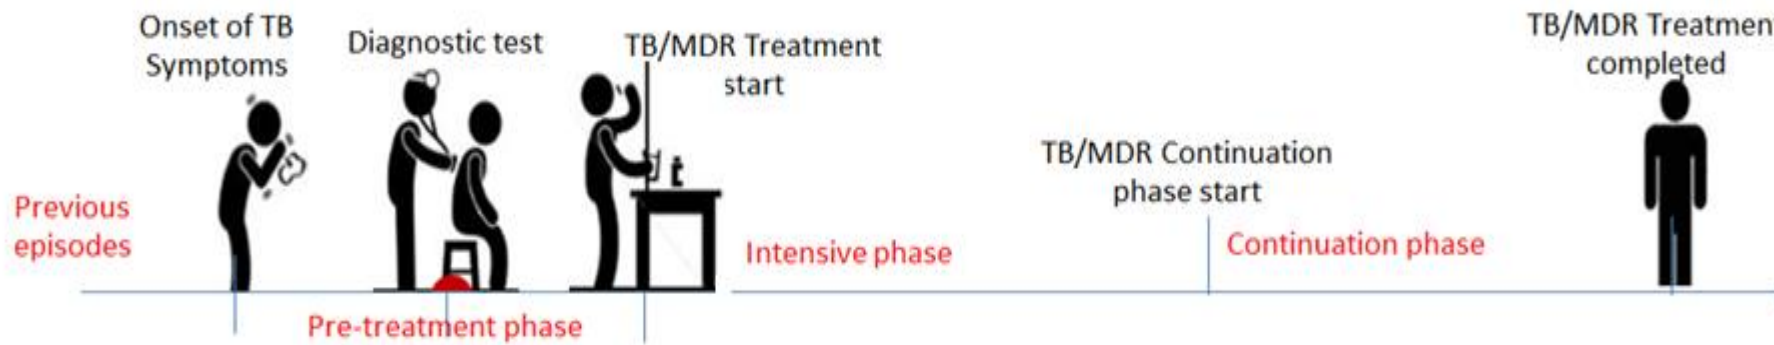 Onset of TB
Symptoms
Diagnostic test
TB/MDR Treatment
start
TB/MDR Treatmen
completed
TB/MDR Continuation
phase start
Previous
episodes
Intensive phase
Continuation phase
Pre-treatment phase